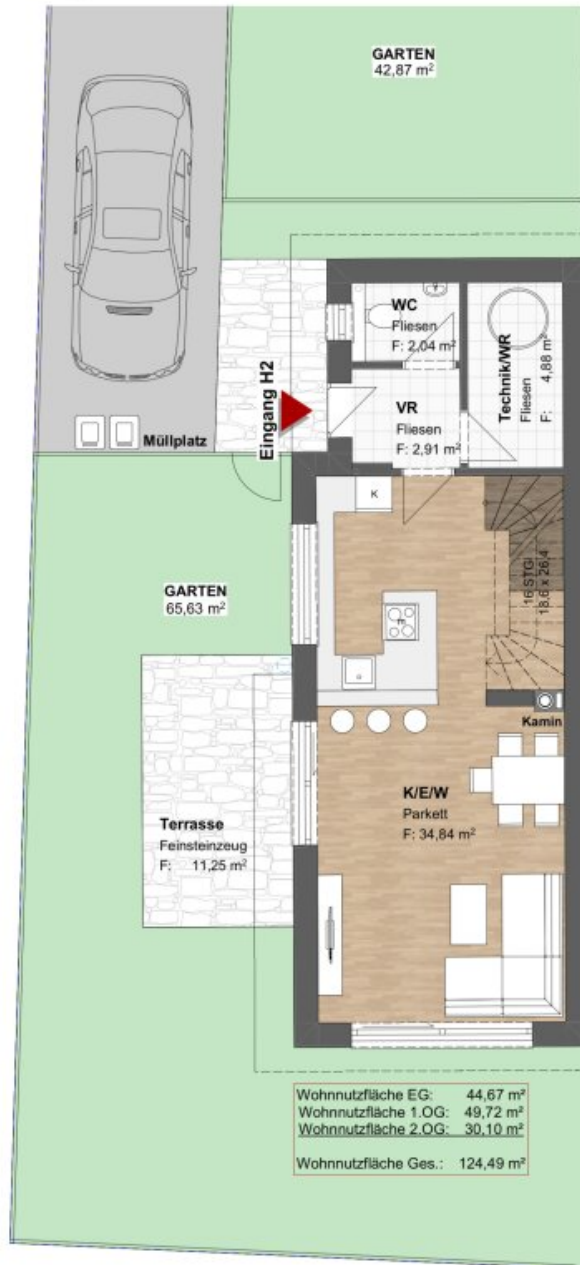 GARTEN
42,87 m²
WC
Fliesen
F: 2,04 m²
Technik/WR
Fliesen
F: 4,88 m²
Eingang H2
VR
Fliesen
F: 2,91 m²
Müllplatz
K
GARTEN
65,63 m²
16 STG
18,6 x 26,4
Kamin
K/E/W
Parkett
F: 34,84 m²
Terrasse
Feinsteinzeug
F: 11,25 m²
Wohnnutzfläche EG: 44,67 m²
Wohnnutzfläche 1.OG: 49,72 m²
Wohnnutzfläche 2.OG: 30,10 m²
Wohnnutzfläche Ges.: 124,49 m²